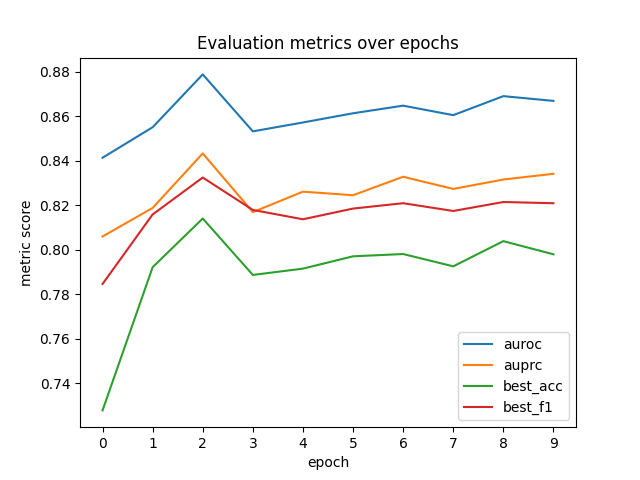 Evaluation metrics over epochs
metric score
0.88
0.86
0.84
0.82
0.80
0.78
0.76
0.74
auroc
auprc
best_acc
best_f1
0 1 2 3 4 5 6 7 8 9
epoch